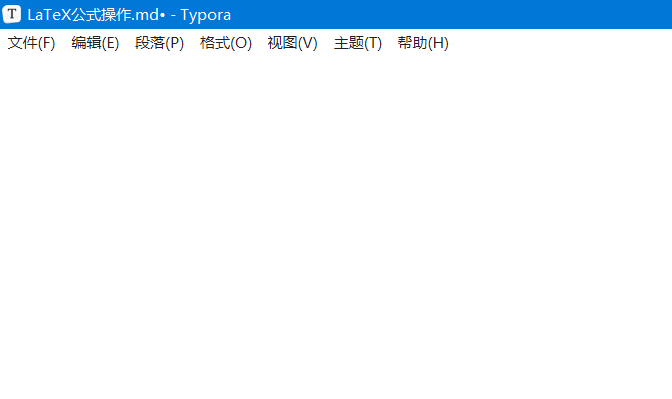 T LaTeX公式操作.md• - Typora
文件(F) 编辑(E) 段落(P) 格式(O) 视图(V) 主题(T) 帮助(H)